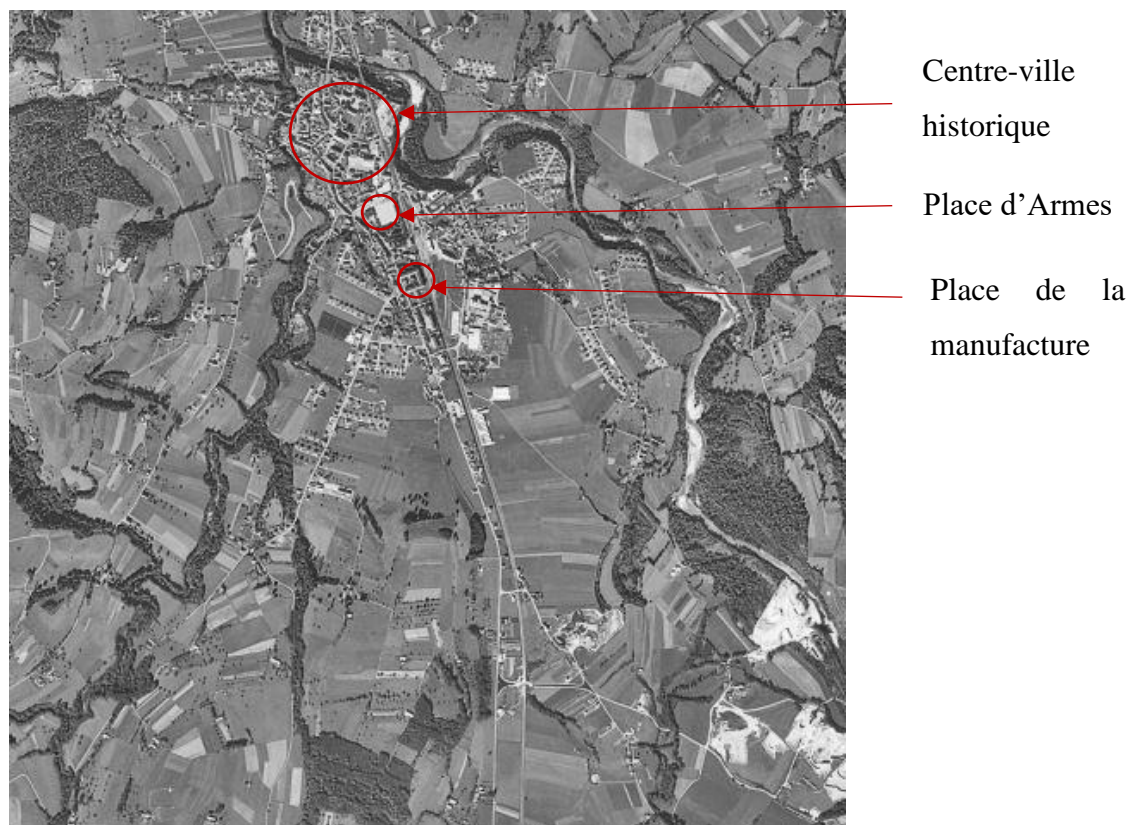 Centre-ville
historique
Place d’Armes
Place de la
manufacture